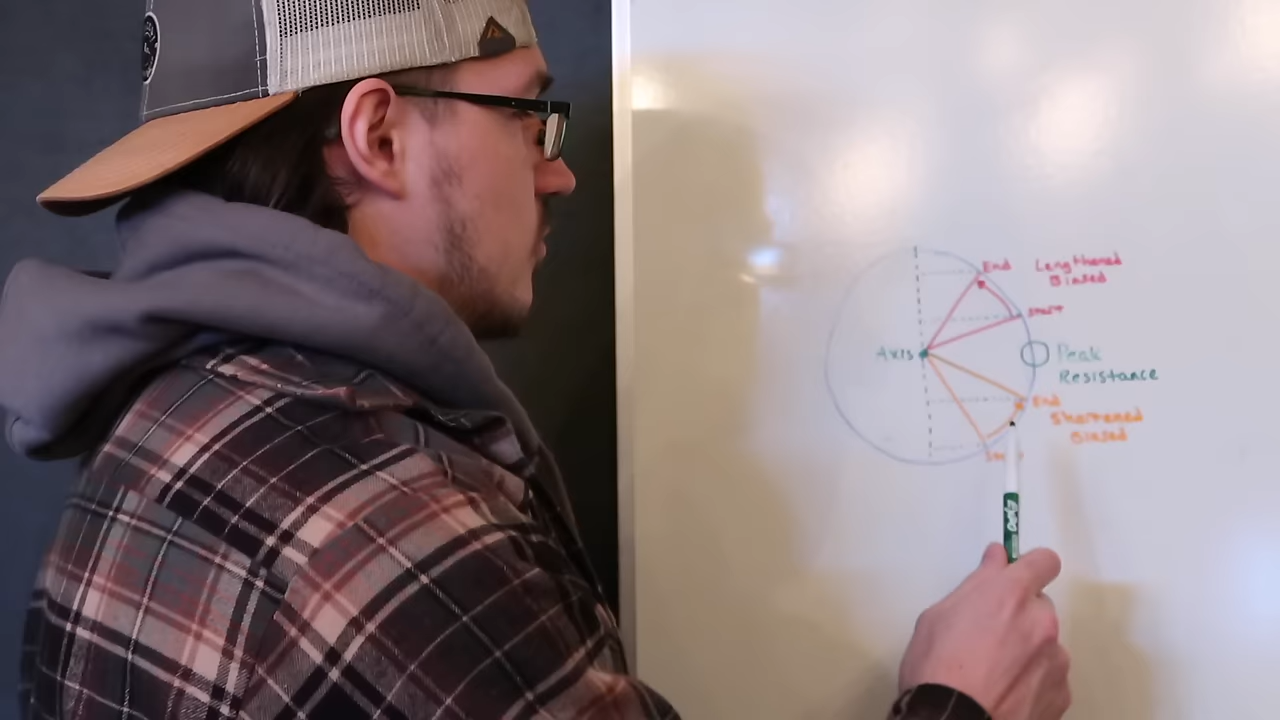 End
Lengthened
Biased
Start
Axis
Peak
Resistance
End
Shortened
Biased